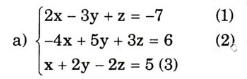 a) 2x - 3y + z = -7 (1)
-4x + 5y + 3z = 6 (2)
x + 2y - 2z = 5 (3)